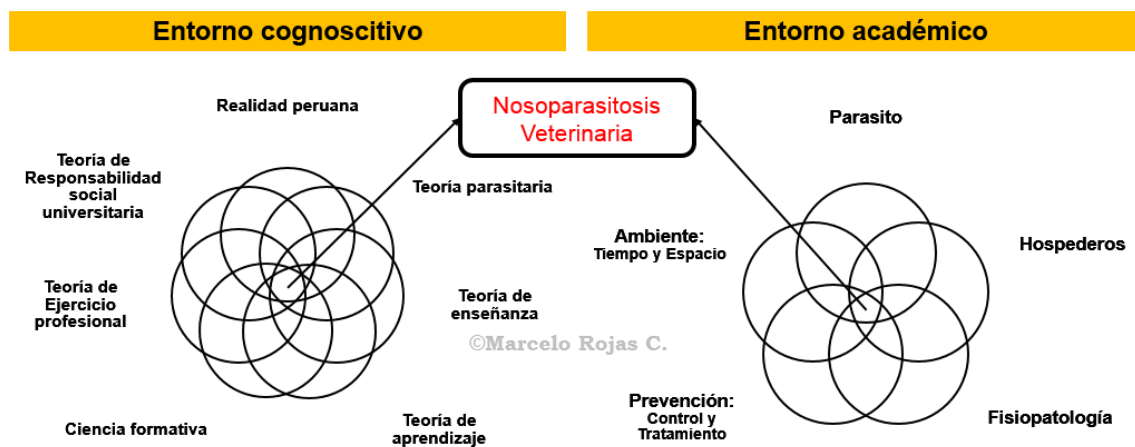 Entorno cognoscitivo
Entorno académico
Nosoparasitosis
Veterinaria
Realidad peruana
Teoría de
Responsabilidad
social
universitaria
Teoría parasitaria
Teoría de
Ejercicio
profesional
Teoría de
enseñanza
Ciencia formativa
Teoría de
aprendizaje
©Marcelo Rojas C.
Parasito
Ambiente:
Tiempo y Espacio
Hospederos
Prevención:
Control y
Tratamiento
Fisiopatología